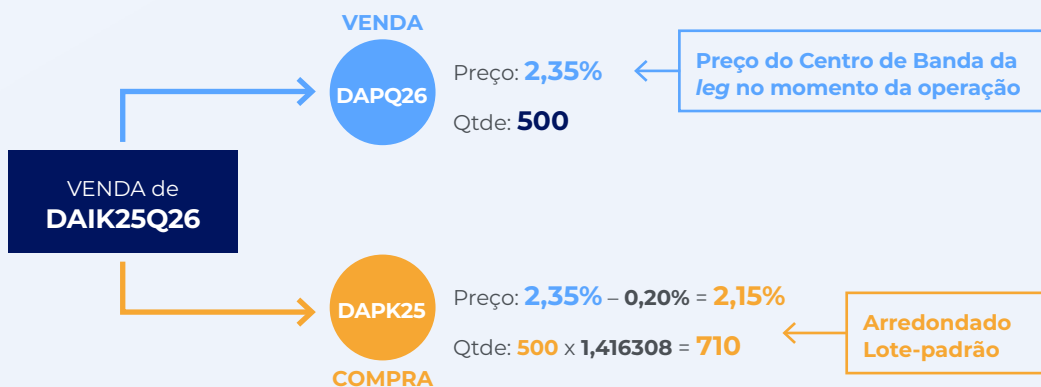 VENDA
DAPQ26
Preço: 2,35%
Qtde: 500
Preço do Centro de Banda da
leg no momento da operação
VENDA de
DAIK25Q26
DAPK25
Preço: 2,35% – 0,20% = 2,15%
Qtde: 500 x 1,416308 = 710
Arredondado
Lote-padrão
COMPRA